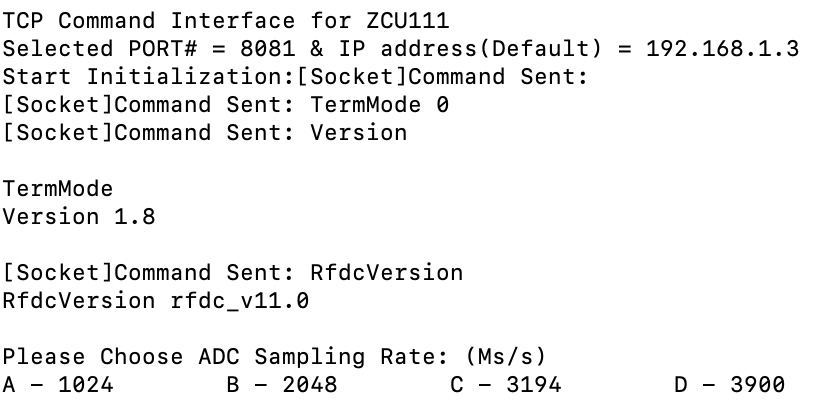 TCP Command Interface for ZCU111
Selected PORT# = 8081 & IP address(Default) = 192.168.1.3
Start Initialization:[Socket]Command Sent:
[Socket]Command Sent: TermMode 0
[Socket]Command Sent: Version
TermMode
Version 1.8
[Socket]Command Sent: RfdcVersion
RfdcVersion rfdc_v11.0
Please Choose ADC Sampling Rate: (Ms/s)
A – 1024 B – 2048 C – 3194 D – 3900